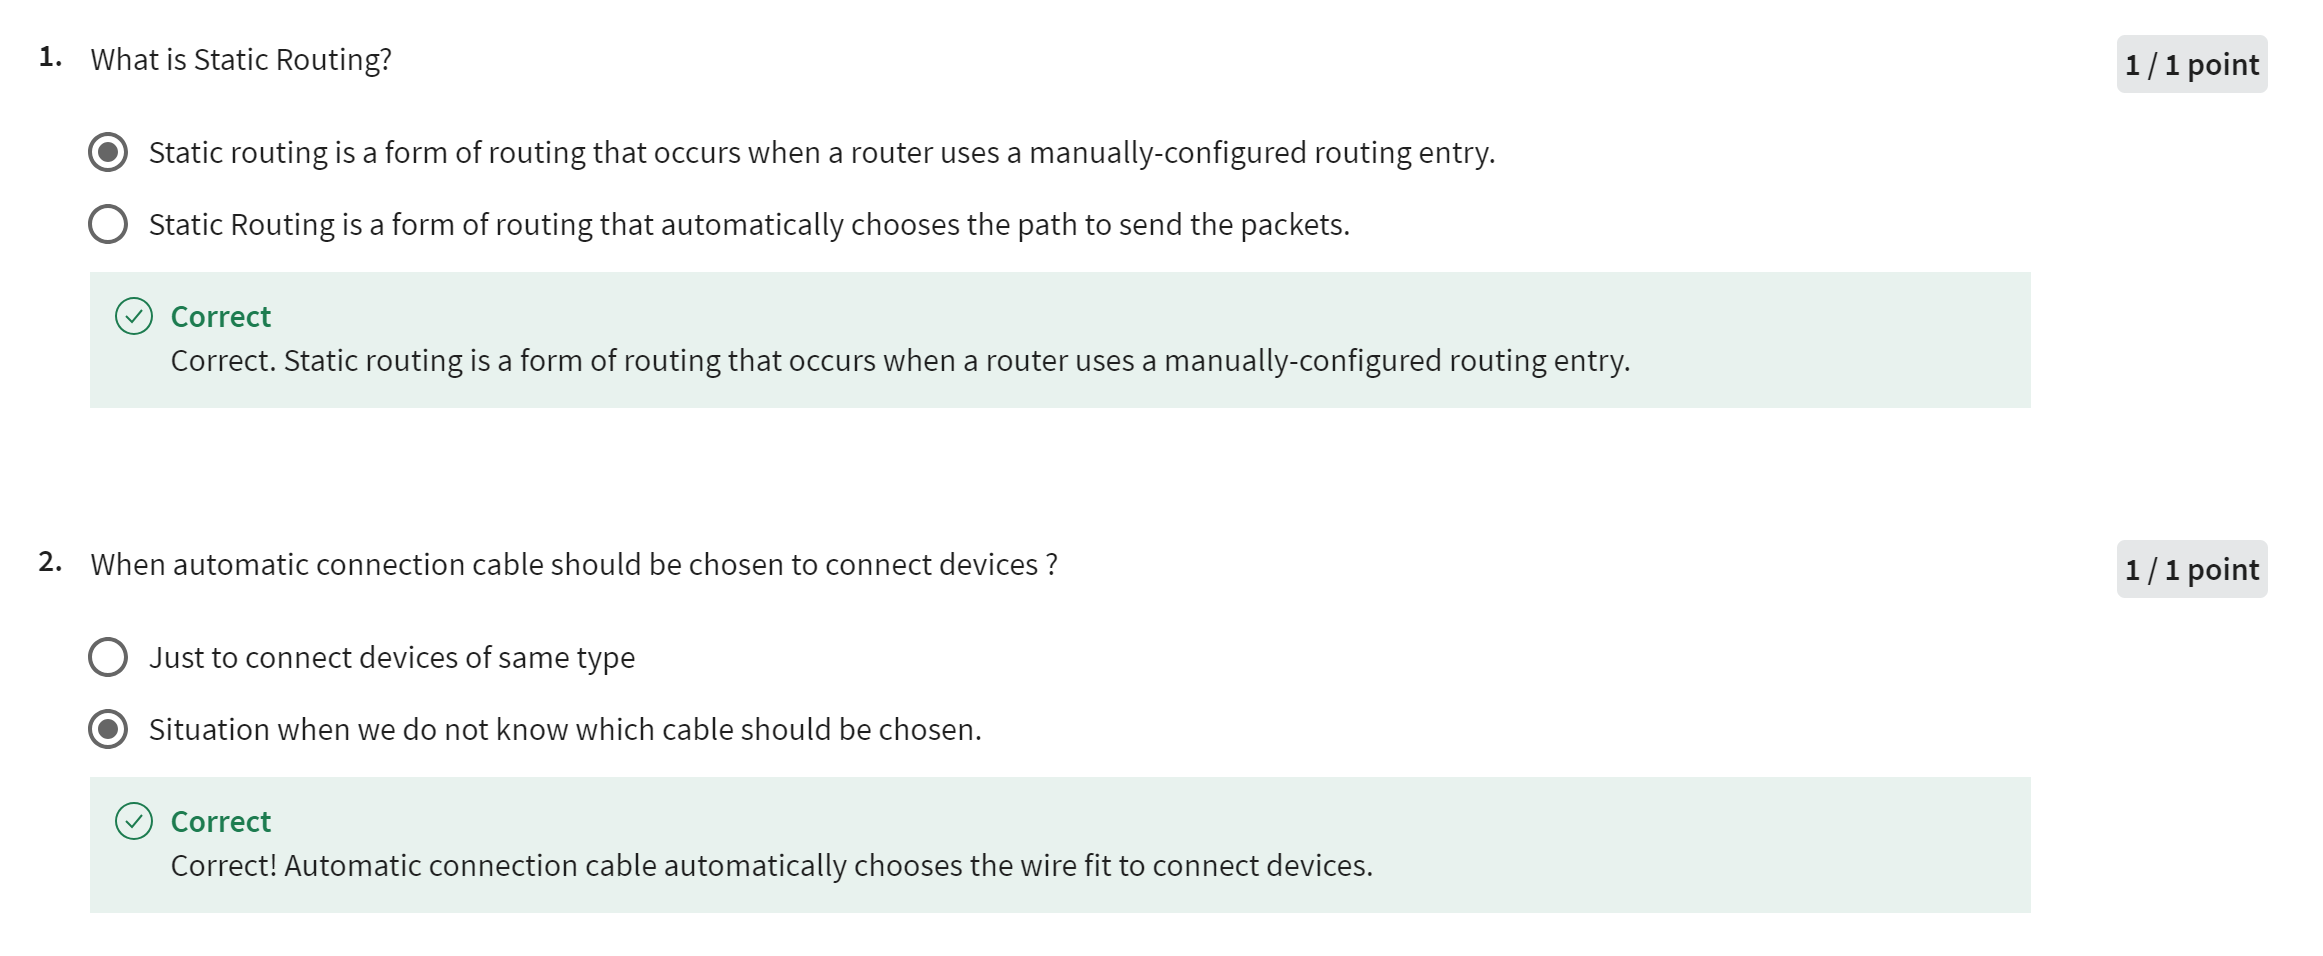 1. What is Static Routing?
1 / 1 point
Static routing is a form of routing that occurs when a router uses a manually-configured routing entry.
Static Routing is a form of routing that automatically chooses the path to send the packets.
Correct
Correct. Static routing is a form of routing that occurs when a router uses a manually-configured routing entry.
2. When automatic connection cable should be chosen to connect devices ?
1 / 1 point
Just to connect devices of same type
Situation when we do not know which cable should be chosen.
Correct
Correct! Automatic connection cable automatically chooses the wire fit to connect devices.